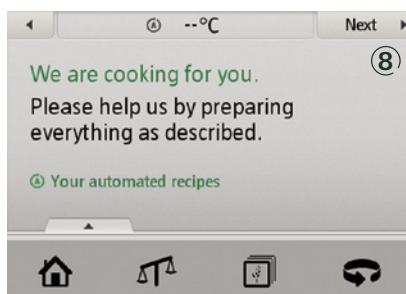 Ⓐ --°C Next
⑧
We are cooking for you.
Please help us by preparing
everything as described.
Ⓐ Your automated recipes